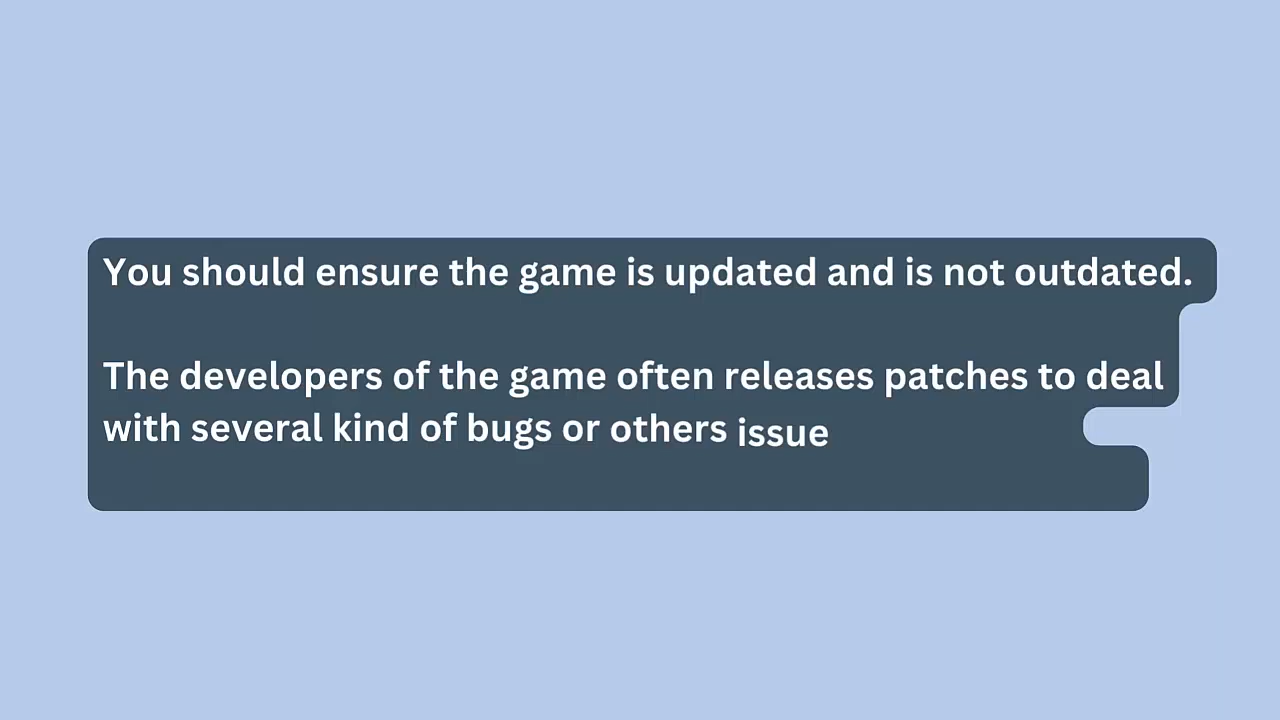 You should ensure the game is updated and is not outdated.
The developers of the game often releases patches to deal
with several kind of bugs or others issue